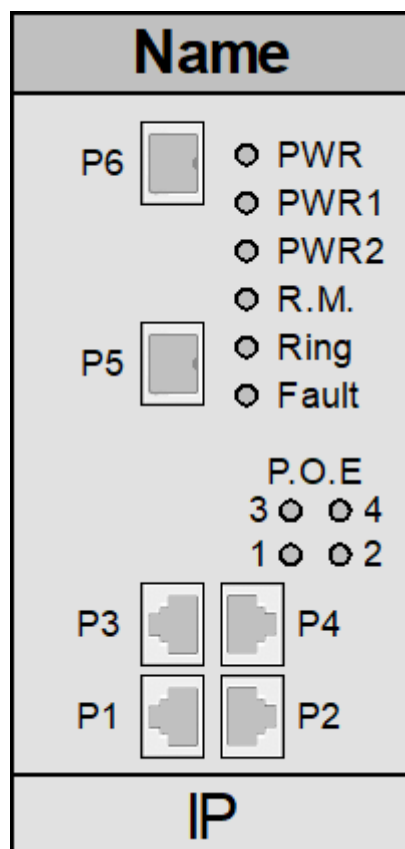 Name
P6
PWR
PWR1
PWR2
R.M.
P5
Ring
Fault
P.O.E
3 4
1 2
P3 P4
P1 P2
IP